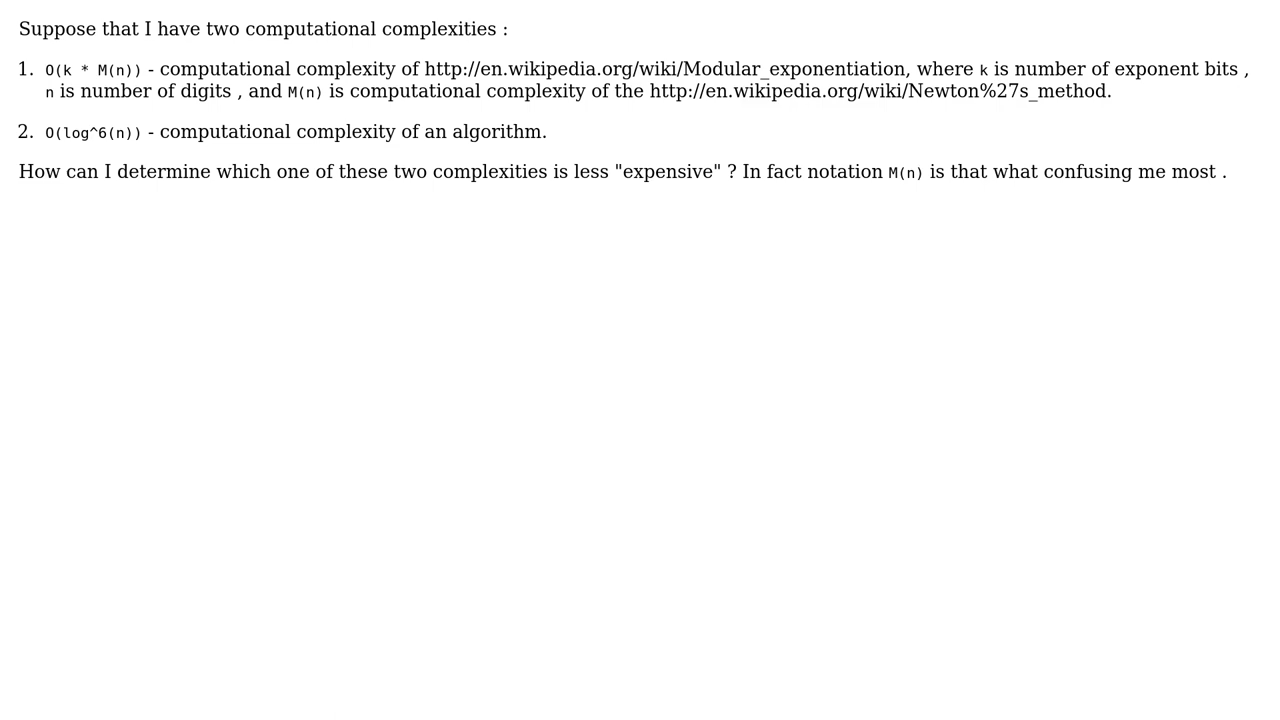 Suppose that I have two computational complexities :
1. O(k * M(n)) - computational complexity of http://en.wikipedia.org/wiki/Modular_exponentiation, where k is number of exponent bits ,
n is number of digits , and M(n) is computational complexity of the http://en.wikipedia.org/wiki/Newton%27s_method.
2. O(log^6(n)) - computational complexity of an algorithm.
How can I determine which one of these two complexities is less "expensive" ? In fact notation M(n) is that what confusing me most .